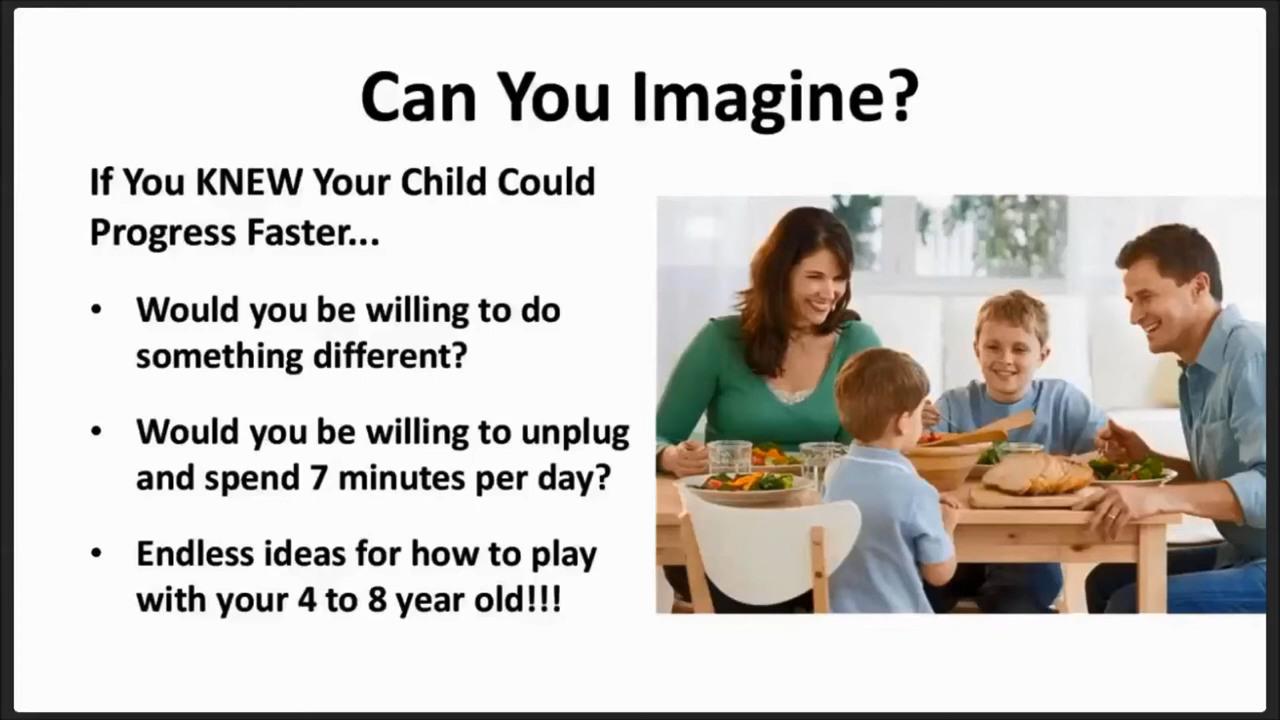 Can You Imagine?
If You KNEW Your Child Could
Progress Faster...
• Would you be willing to do
something different?
• Would you be willing to unplug
and spend 7 minutes per day?
• Endless ideas for how to play
with your 4 to 8 year old!!!